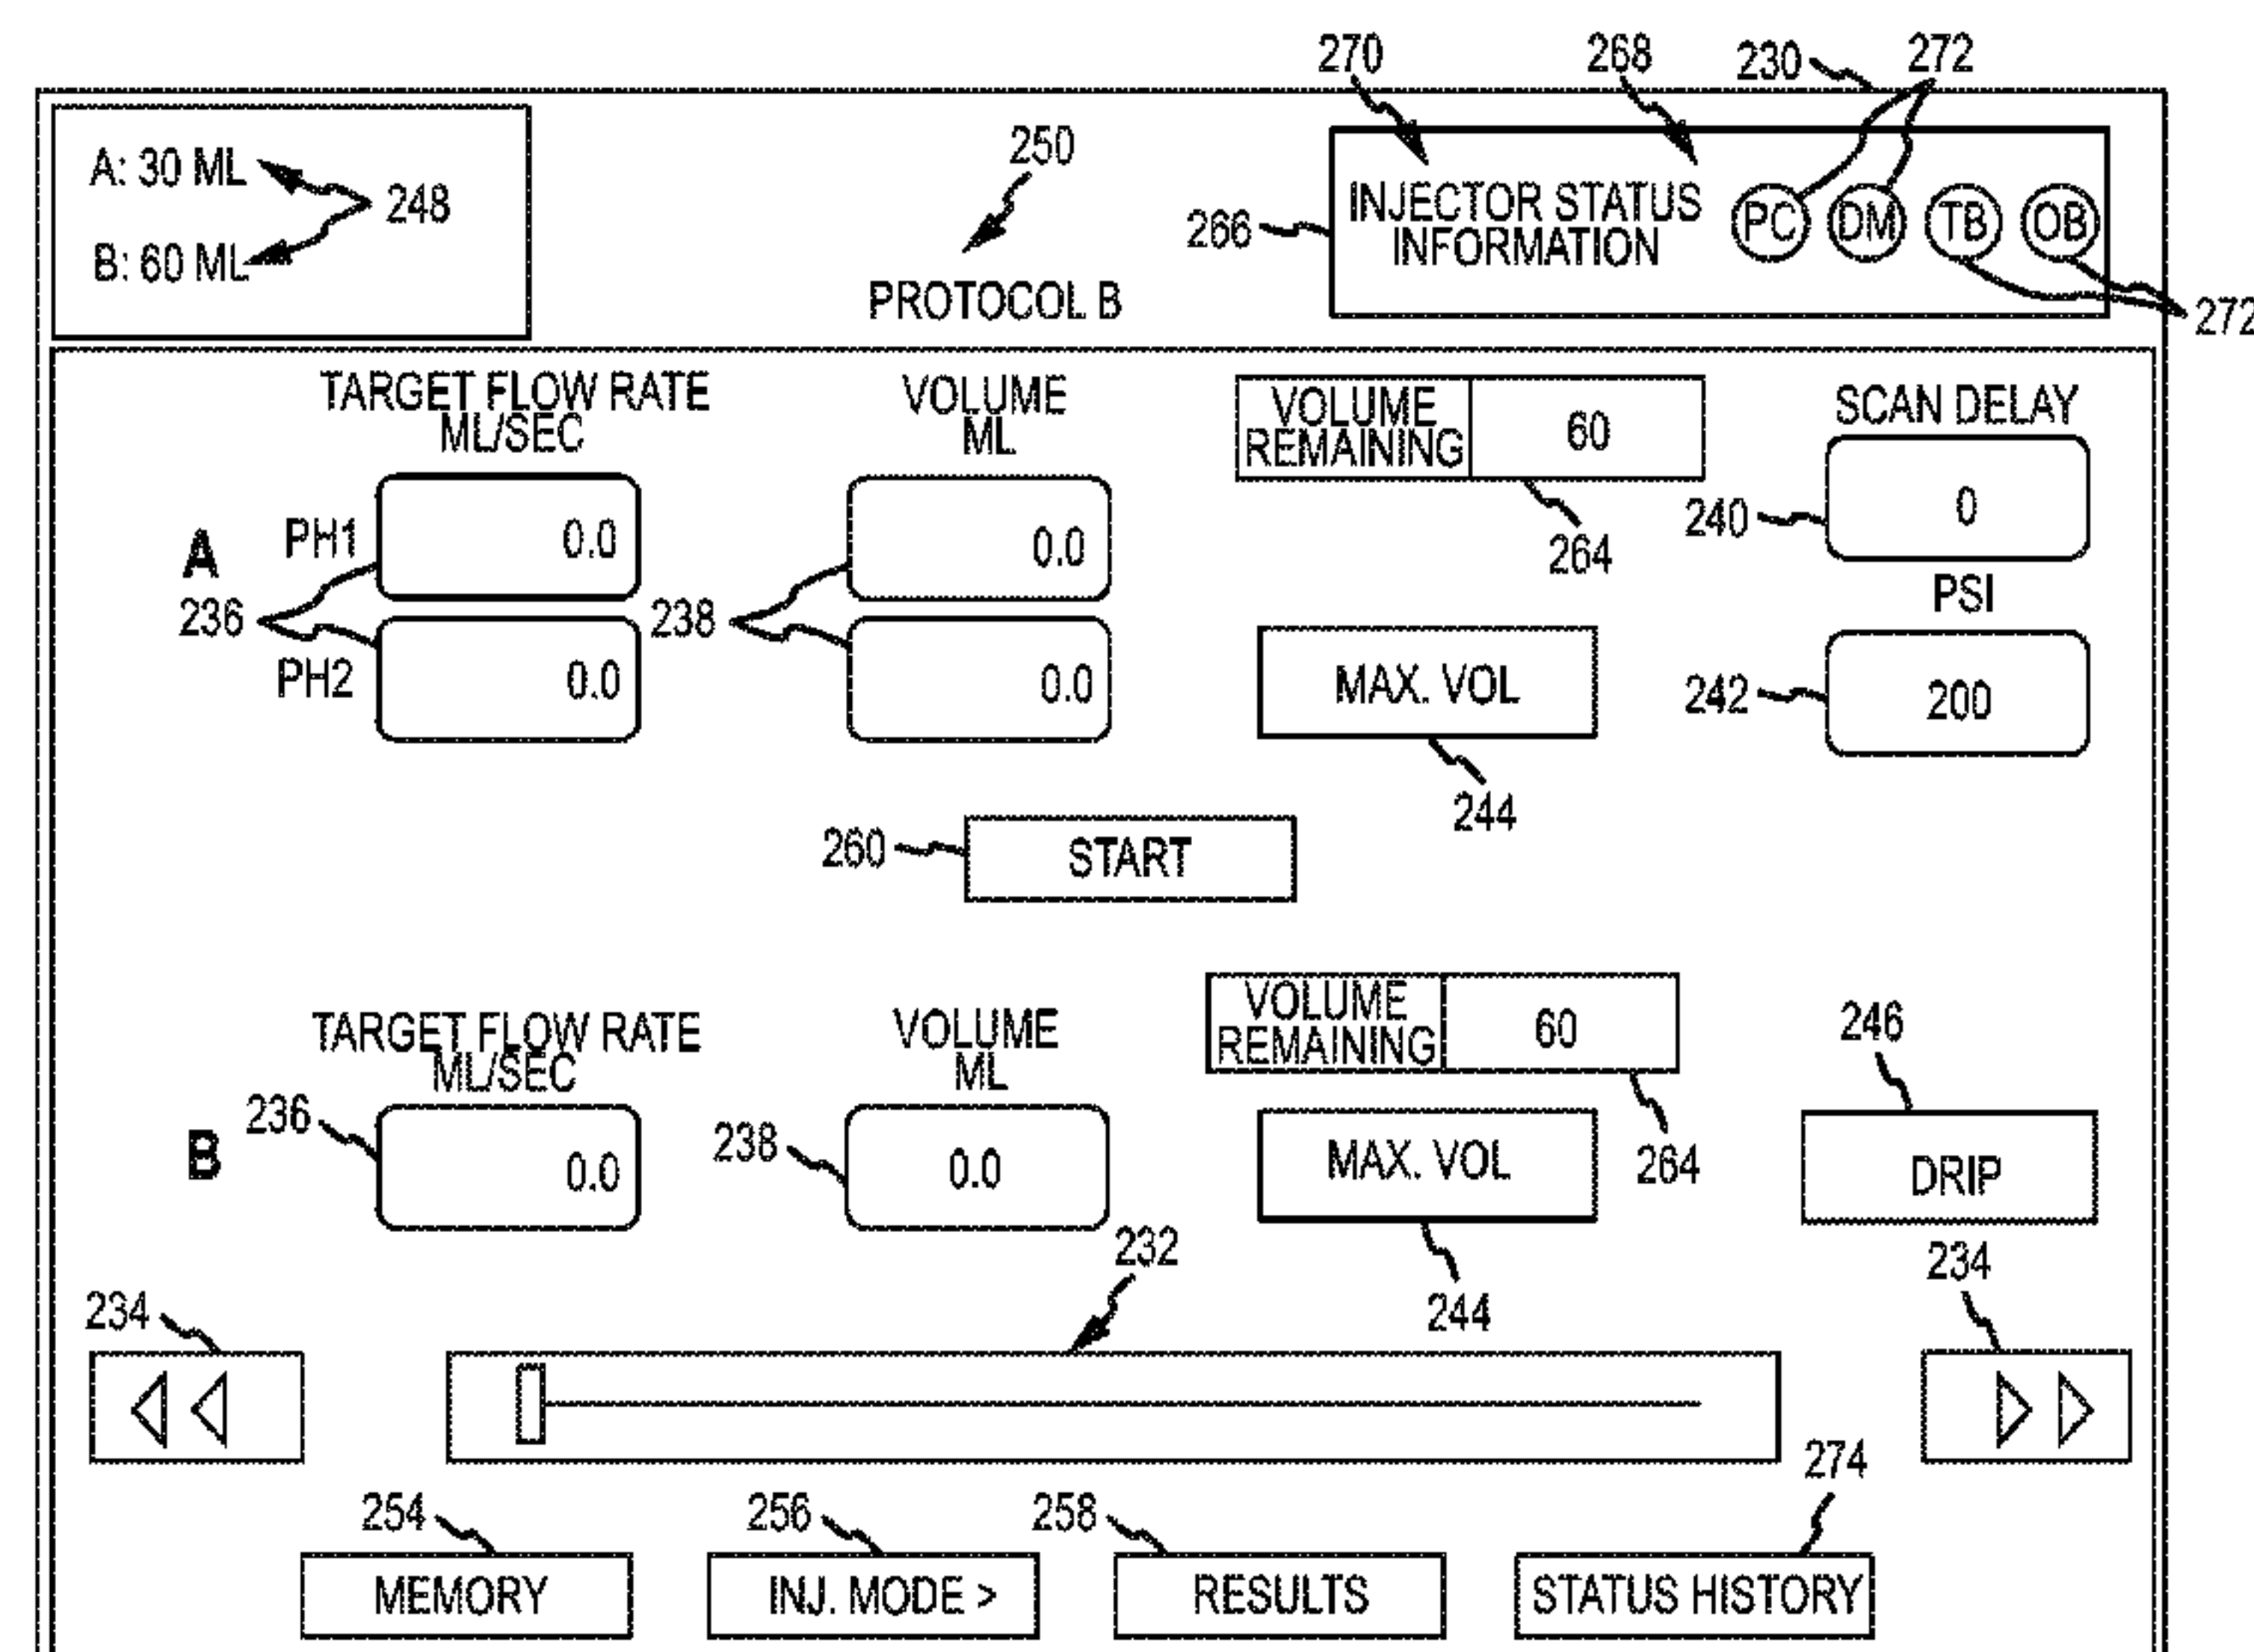 270
268
230
272
A: 30 ML
248
B: 60 ML
250
PROTOCOL B
266
INJECTOR STATUS
INFORMATION
PC DM TB OB
272
TARGET FLOW RATE
ML/SEC
VOLUME
ML
VOLUME
REMAINING
60
264
SCAN DELAY
240
0
A
PH1
0.0
0.0
236
238
PH2
0.0
0.0
MAX. VOL
244
PSI
242
200
260
START
TARGET FLOW RATE
ML/SEC
VOLUME
ML
VOLUME
REMAINING
60
264
246
B
236
0.0
238
0.0
MAX. VOL
244
DRIP
232
234
234
254
256
258
274
MEMORY
INJ. MODE >
RESULTS
STATUS HISTORY